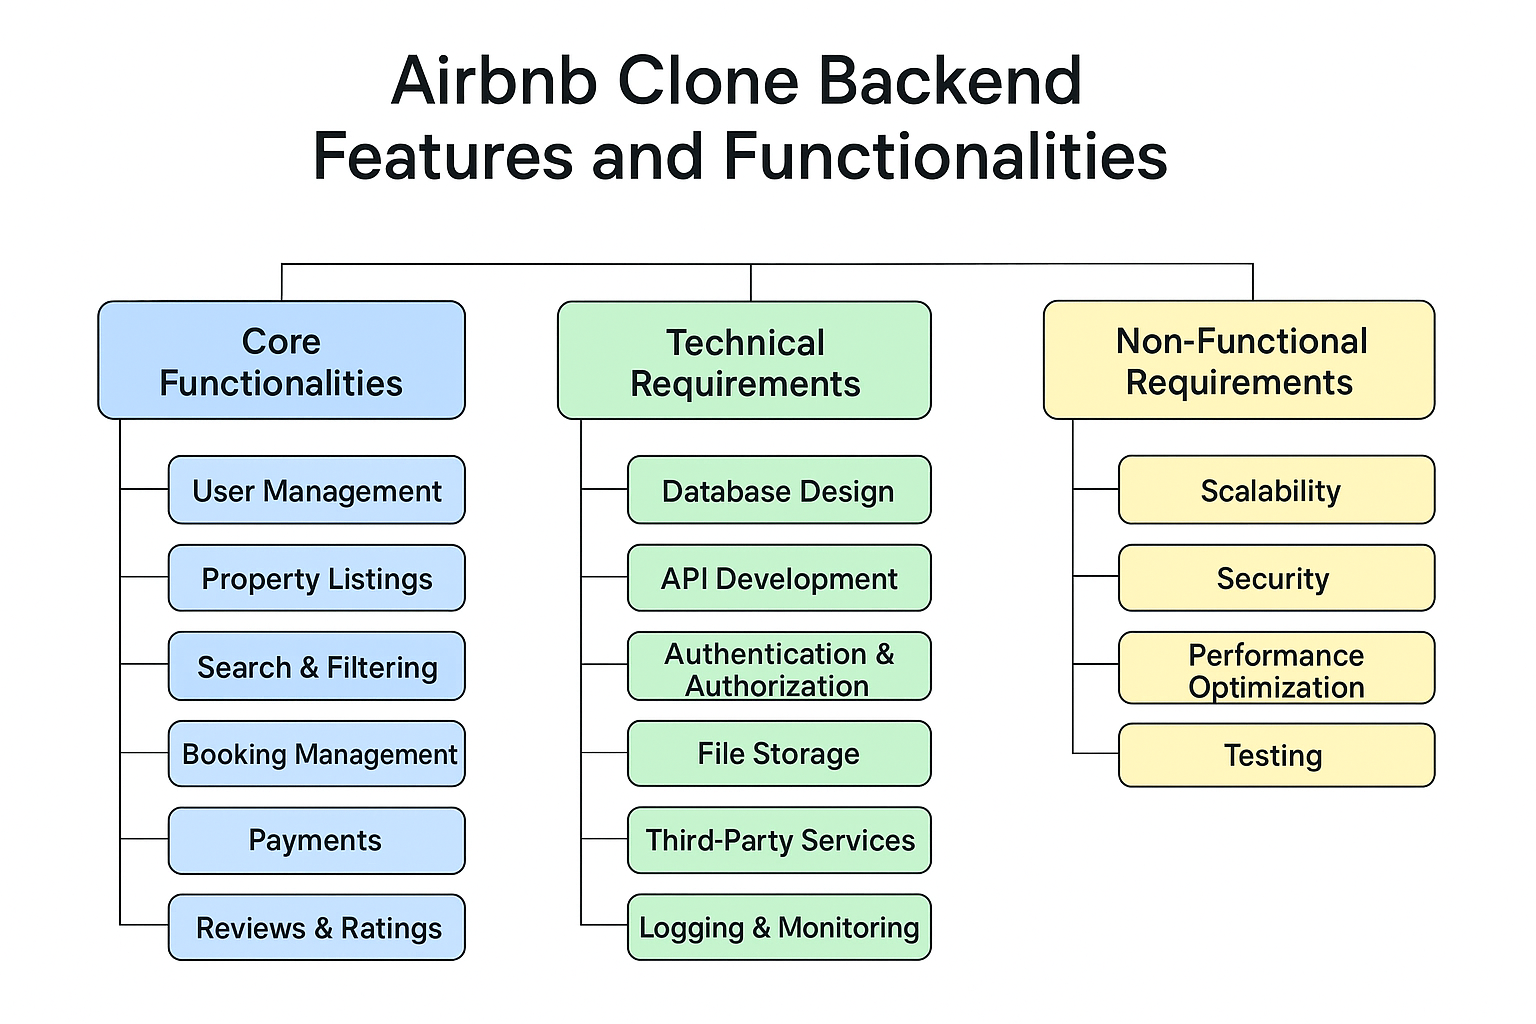 Airbnb Clone Backend
Features and Functionalities
Core
Functionalities
User Management
Property Listings
Search & Filtering
Booking Management
Payments
Reviews & Ratings
Technical
Requirements
Database Design
API Development
Authentication &
Authorization
File Storage
Third-Party Services
Logging & Monitoring
Non-Functional
Requirements
Scalability
Security
Performance
Optimization
Testing